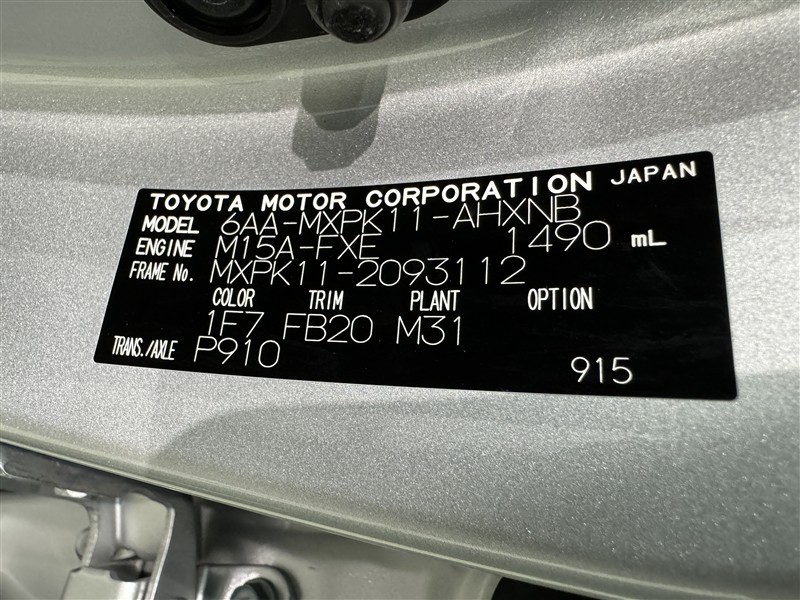 TOYOTA MOTOR CORPORATION JAPAN
MODEL 6AA-MXPK11-AHXNB
ENGINE M15A-FXE 1490 mL
FRAME No. MXPK11-2093112
COLOR TRIM PLANT OPTION
1F7 FB20 M31
TRANS./AXLE P910
915